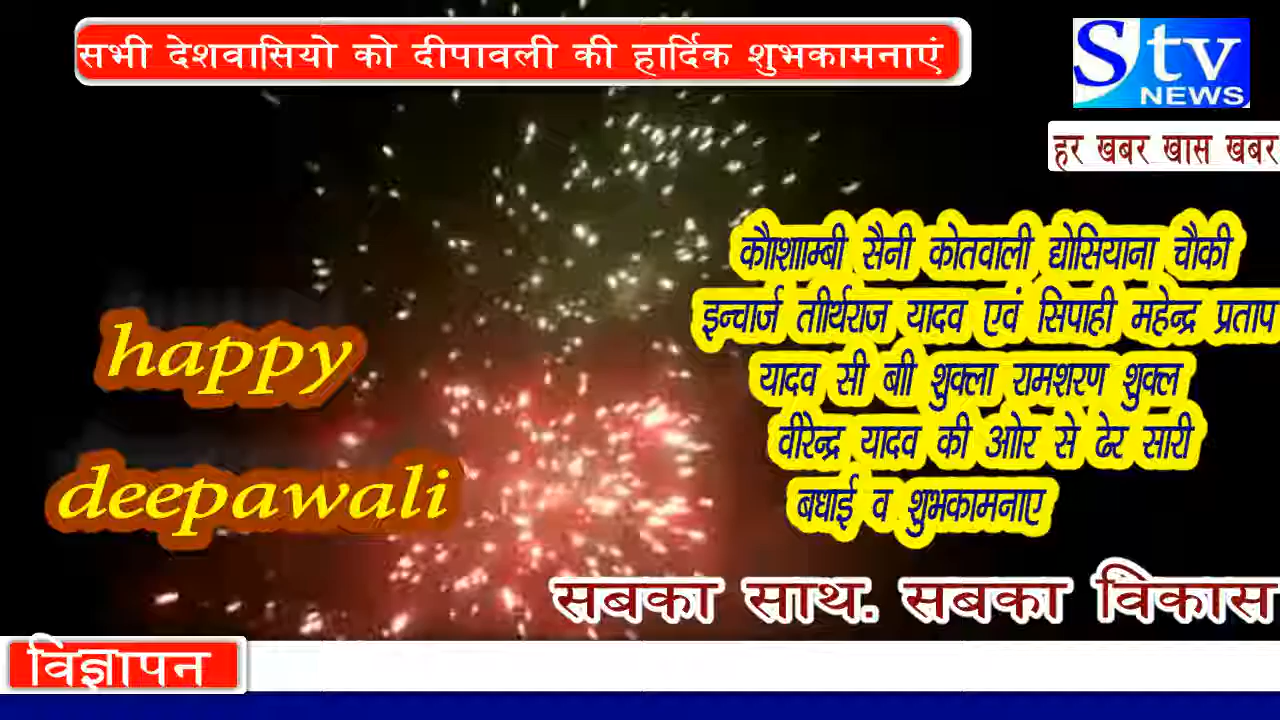 सभी देशवासियो को दीपावली की हार्दिक शुभकामनाएं
Stv
NEWS
हर खबर खास खबर
कौाशााम्बी सैनी कोतवाली द्योसियाना चौकी
इन्चार्ज तीार्थराज यादव एवं सिपाही महेन्द्र प्रताप
यादव सी बाी शुक्ला रामशरण शुक्ल
वीरेन्द्र यादव की ओर से ढेर सारी
बधाई व शुभकामनाए
happy
deepawali
सबका साथ. सबका विकास
विज्ञापन